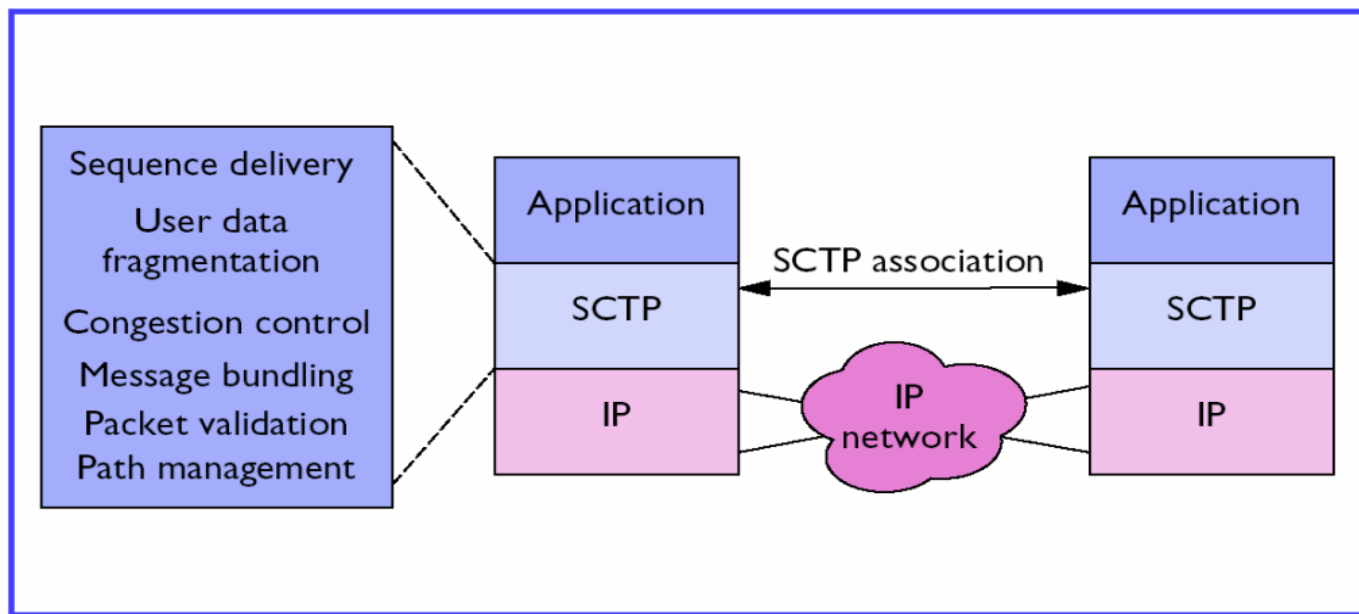 Sequence delivery
User data
fragmentation
Congestion control
Message bundling
Packet validation
Path management
Application
SCTP
IP
SCTP association
IP
network
Application
SCTP
IP